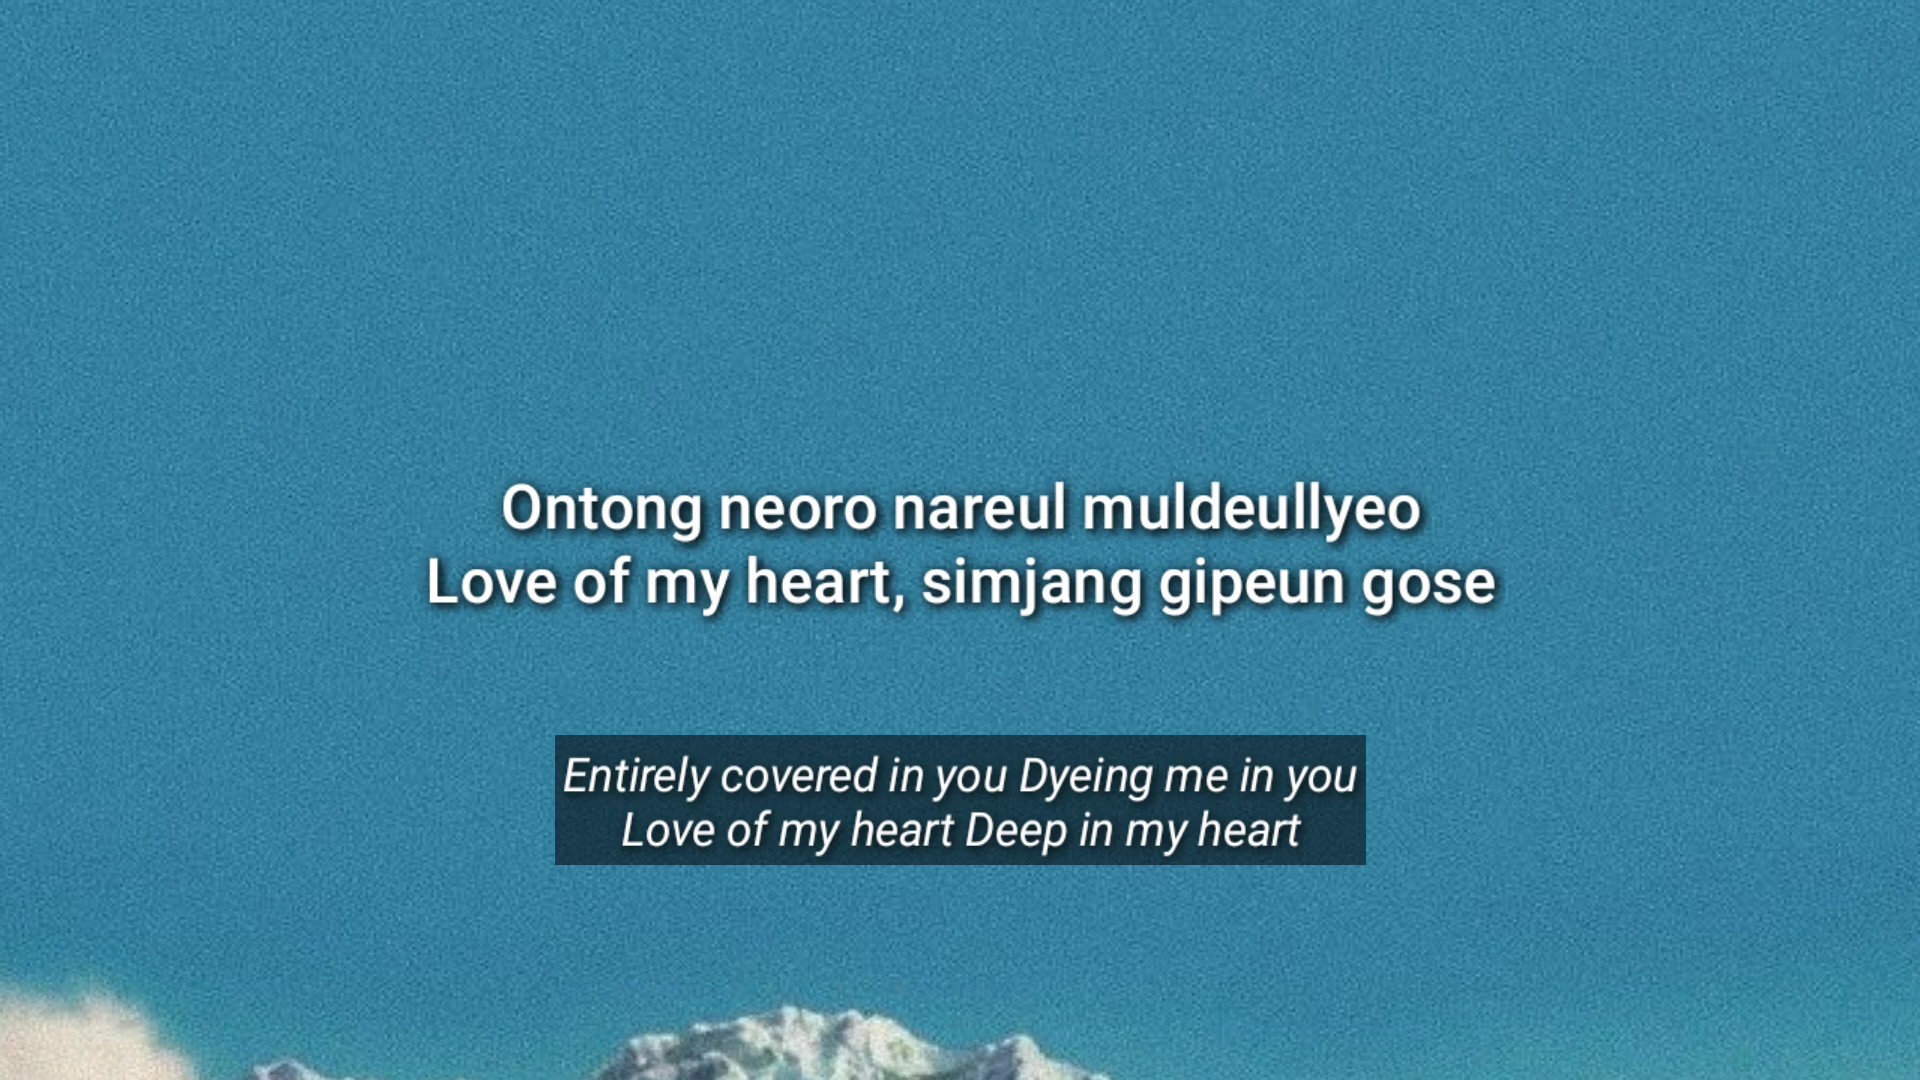 Ontong neoro nareul muldeullyeo
Love of my heart, simjang gipeun gose
Entirely covered in you Dyeing me in you
Love of my heart Deep in my heart